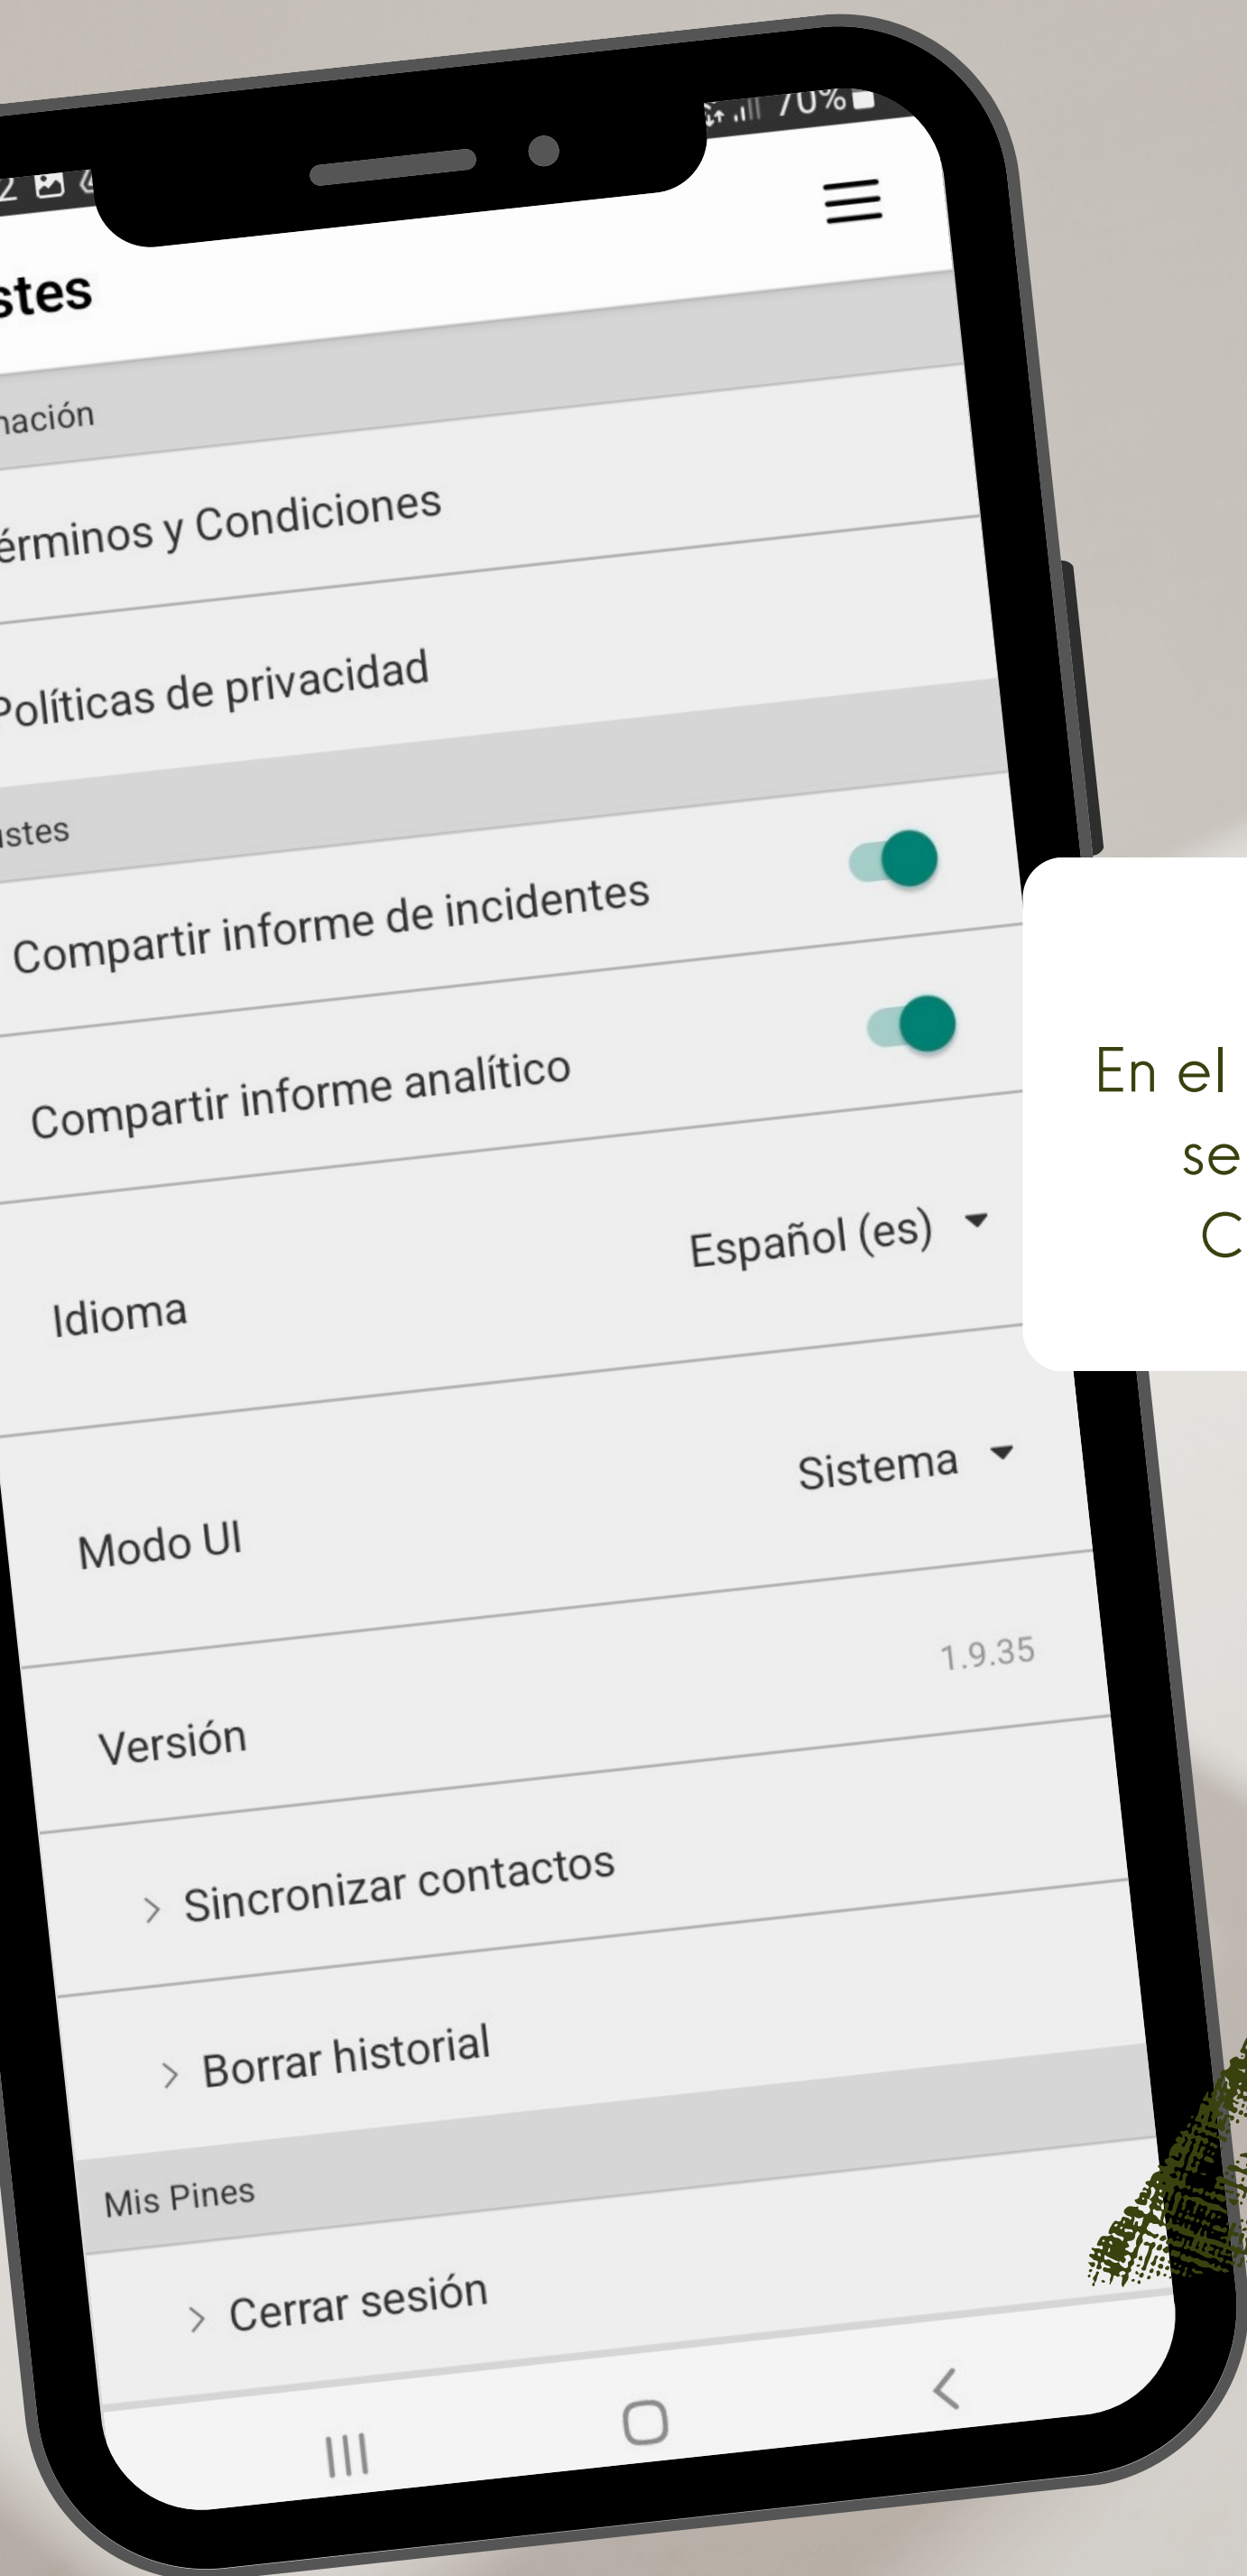 70%
stes
mación
érminos y Condiciones
Políticas de privacidad
stes
Compartir informe de incidentes
Compartir informe analítico
Español (es)
Idioma
Sistema
Modo UI
1.9.35
Versión
> Sincronizar contactos
> Borrar historial
Mis Pines
> Cerrar sesión
En el
se
C